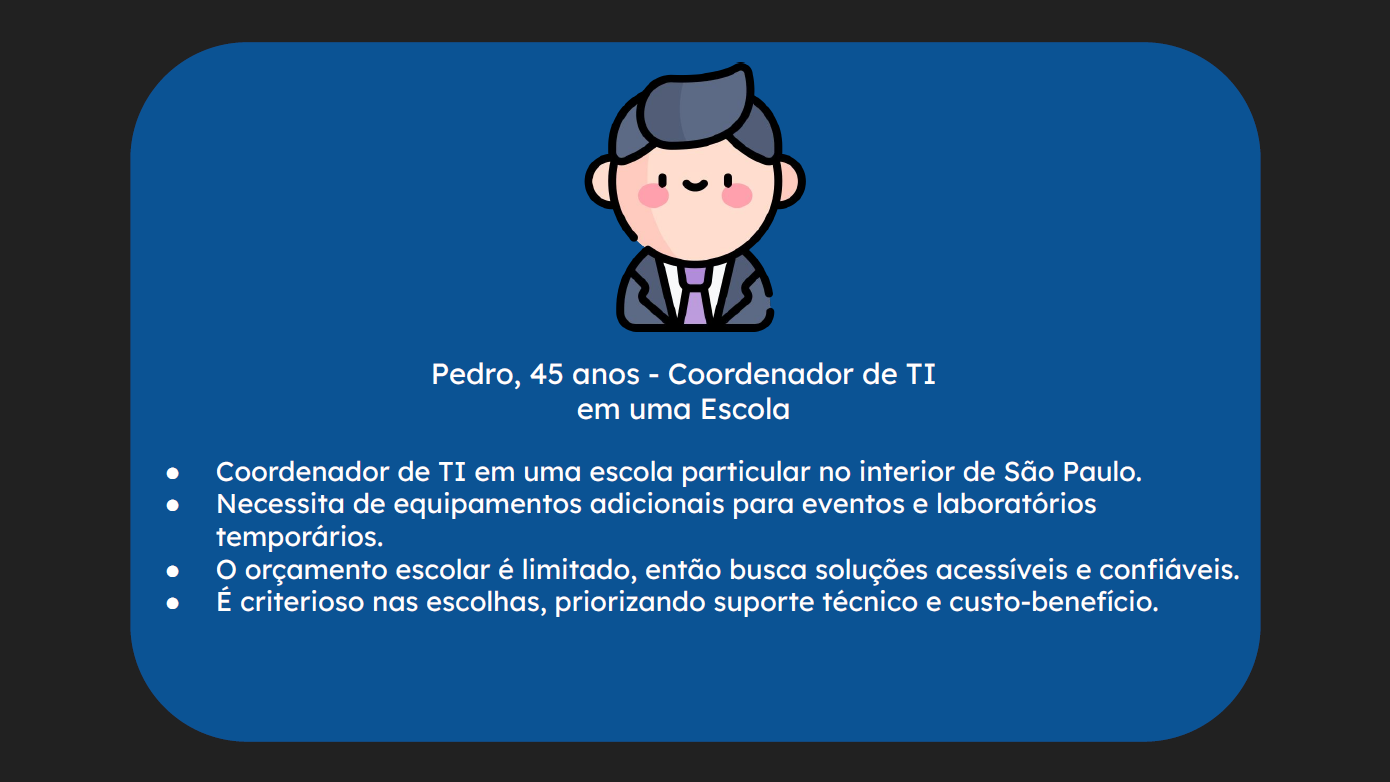 Pedro, 45 anos - Coordenador de TI
em uma Escola
● Coordenador de TI em uma escola particular no interior de São Paulo.
● Necessita de equipamentos adicionais para eventos e laboratórios
temporários.
● O orçamento escolar é limitado, então busca soluções acessíveis e confiáveis.
● É criterioso nas escolhas, priorizando suporte técnico e custo-benefício.